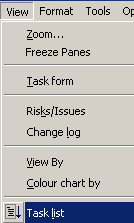 View Format Tools Op
Zoom...
Freeze Panes
Task form
Risks/Issues
Change log
View By
Colour chart by
Task list